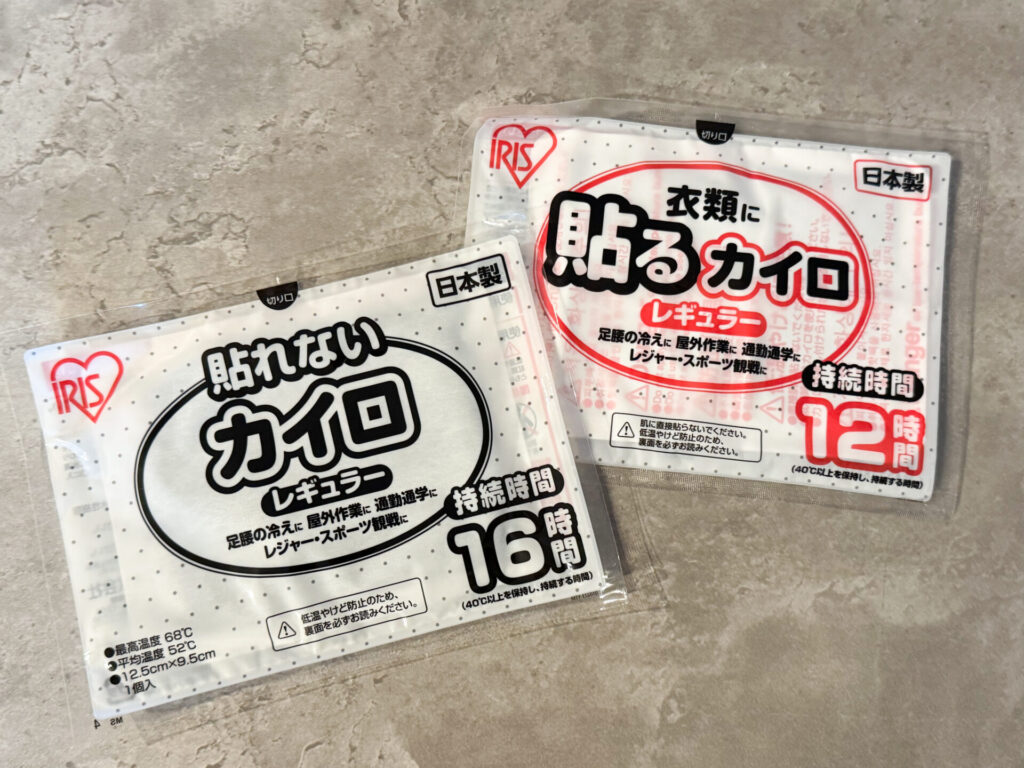 切り口
IRIS
日本製
貼れない
カイロ
レギュラー
足腰の冷えに 屋外作業に 通勤通学に
レジャー・スポーツ観戦に
持続時間
16時間
(40℃以上を保持し、持続する時間)
低温やけど防止のため、
裏面を必ずお読みください。
●最高温度 68℃
●平均温度 52℃
●12.5cm×9.5cm
1個入
切り口
IRIS
日本製
衣類に
貼るカイロ
レギュラー
足腰の冷えに 屋外作業に 通勤通学に
レジャー・スポーツ観戦に
持続時間
12時間
(40℃以上を保持し、持続する時間)
肌に直接貼らないでください。
低温やけど防止のため、
裏面を必ずお読みください。